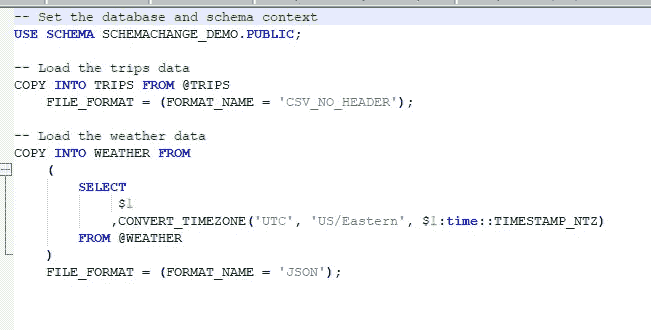 -- Set the database and schema context
USE SCHEMA SCHEMACHANGE_DEMO.PUBLIC;
-- Load the trips data
COPY INTO TRIPS FROM @TRIPS
FILE_FORMAT = (FORMAT_NAME = 'CSV_NO_HEADER');
-- Load the weather data
COPY INTO WEATHER FROM
(
SELECT
$1
,CONVERT_TIMEZONE('UTC', 'US/Eastern', $1:time::TIMESTAMP_NTZ)
FROM @WEATHER
)
FILE_FORMAT = (FORMAT_NAME = 'JSON');